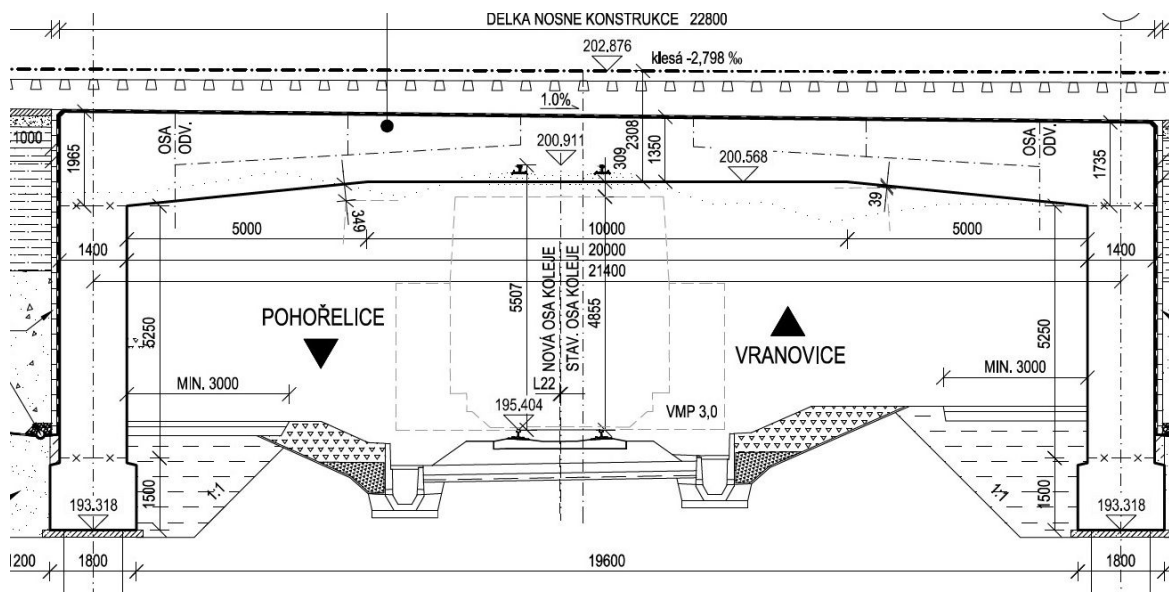 DELKA NOSNE KONSTRUKCE 22800
202.876
klesá -2,798 ‰
1.0%
1000
1965
OSA
ODV.
200.911
309
2308
1350
200.568
OSA
ODV.
1735
349
39
5000
10000
5000
1400
20000
1400
21400
POHOŘELICE
5507
NOVÁ OSA KOLEJE
STAV. OSA KOLEJE
4855
VRANOVICE
5250
5250
MIN. 3000
L22
MIN. 3000
195.404
VMP 3,0
1:1
1:1
1500
1500
193.318
193.318
1200
1800
19600
1800